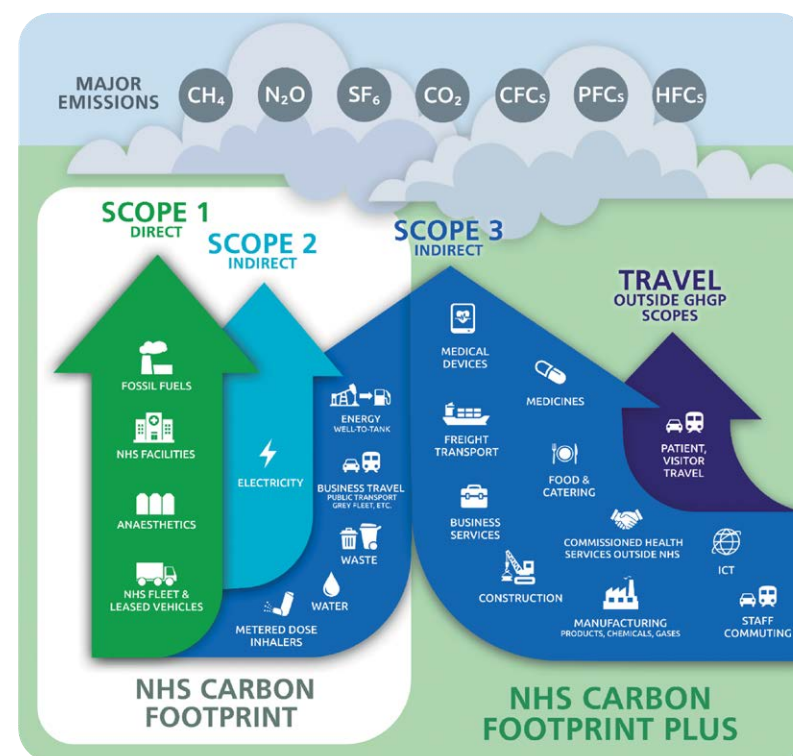 MAJOR
EMISSIONS
CH₄
N₂O
SF₆
CO₂
CFCs
PFCs
HFCs
SCOPE 1
DIRECT
SCOPE 2
INDIRECT
SCOPE 3
INDIRECT
TRAVEL
OUTSIDE GHGP
SCOPES
FOSSIL FUELS
NHS FACILITIES
ANAESTHETICS
NHS FLEET &
LEASED VEHICLES
ELECTRICITY
ENERGY
WELL-TO-TANK
BUSINESS TRAVEL
PUBLIC TRANSPORT
GREY FLEET, ETC.
WASTE
WATER
METERED DOSE
INHALERS
MEDICAL
DEVICES
MEDICINES
FREIGHT
TRANSPORT
FOOD &
CATERING
BUSINESS
SERVICES
COMMISSIONED HEALTH
SERVICES OUTSIDE NHS
CONSTRUCTION
MANUFACTURING
PRODUCTS, CHEMICALS, GASES
ICT
STAFF
COMMUTING
PATIENT,
VISITOR
TRAVEL
NHS CARBON
FOOTPRINT
NHS CARBON
FOOTPRINT PLUS